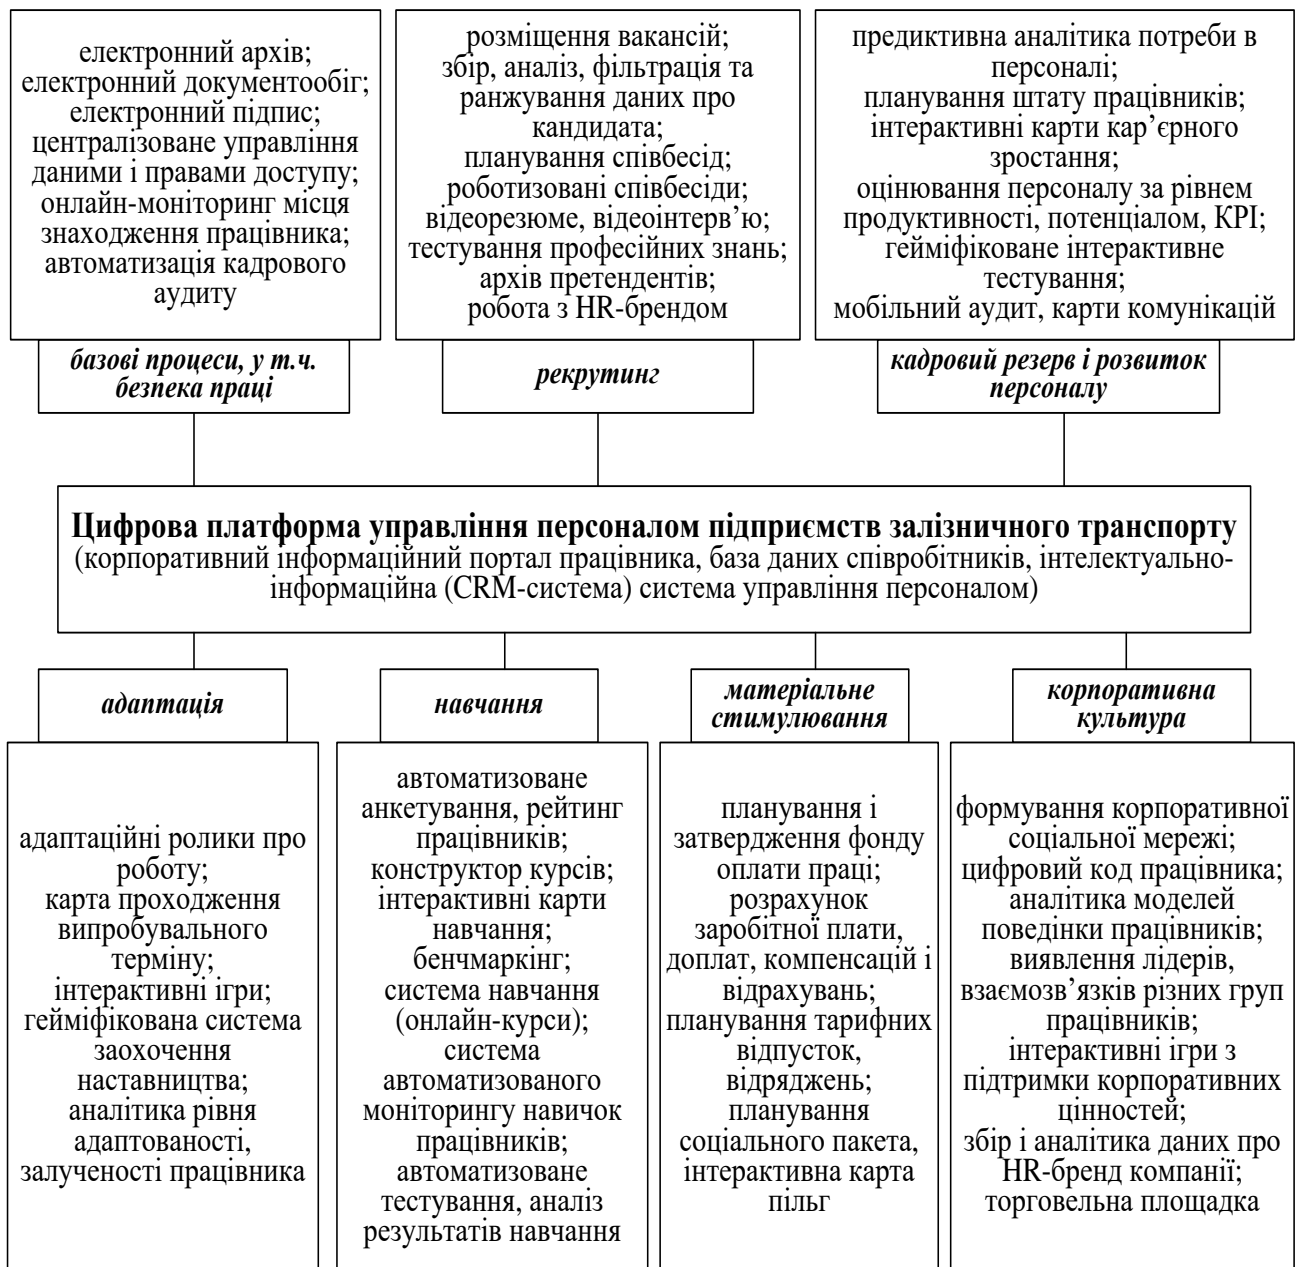 електронний архів;
електронний документообіг;
електронний підпис;
централізоване управління
даними і правами доступу;
онлайн-моніторинг місця
знаходження працівника;
автоматизація кадрового
аудиту
базові процеси, у т.ч.
безпека праці
розміщення вакансій;
збір, аналіз, фільтрація та
ранжування даних про
кандидата;
планування співбесід;
роботизовані співбесіди;
відеорезюме, відеоінтерв’ю;
тестування професійних знань;
архів претендентів;
робота з HR-брендом
рекрутинг
предиктивна аналітика потреби в
персоналі;
планування штату працівників;
інтерактивні карти кар’єрного
зростання;
оцінювання персоналу за рівнем
продуктивності, потенціалом, КРІ;
гейміфіковане інтерактивне
тестування;
мобільний аудит, карти комунікацій
кадровий резерв і розвиток
персоналу
Цифрова платформа управління персоналом підприємств залізничного транспорту
(корпоративний інформаційний портал працівника, база даних співробітників, інтелектуально-
інформаційна (CRM-система) система управління персоналом)
адаптація
адаптаційні ролики про
роботу;
карта проходження
випробувального
терміну;
інтерактивні ігри;
гейміфікована система
заохочення
наставництва;
аналітика рівня
адаптованості,
залученості працівника
навчання
автоматизоване
анкетування, рейтинг
працівників;
конструктор курсів;
інтерактивні карти
навчання;
бенчмаркінг;
система навчання
(онлайн-курси);
система
автоматизованого
моніторингу навичок
працівників;
автоматизоване
тестування, аналіз
результатів навчання
матеріальне
стимулювання
планування і
затвердження фонду
оплати праці;
розрахунок
заробітної плати,
доплат, компенсацій і
відрахувань;
планування тарифних
відпусток,
відряджень;
планування
соціального пакета,
інтерактивна карта
пільг
корпоративна
культура
формування корпоративної
соціальної мережі;
цифровий код працівника;
аналітика моделей
поведінки працівників;
виявлення лідерів,
взаємозв’язків різних груп
працівників;
інтерактивні ігри з
підтримки корпоративних
цінностей;
збір і аналітика даних про
HR-бренд компанії;
торговельна площадка